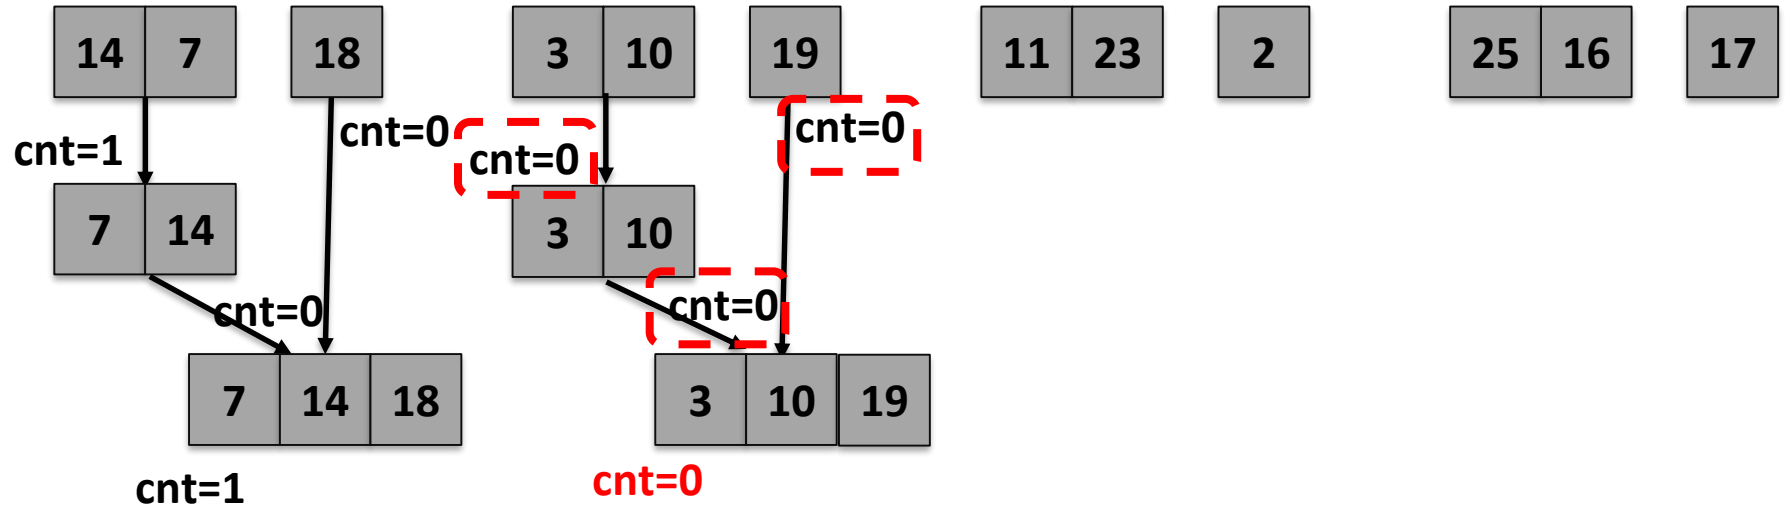 14 7 18 3 10 19 11 23 2 25 16 17
cnt=1 cnt=0 cnt=0 cnt=0
7 14 3 10
cnt=0 cnt=0
7 14 18 3 10 19
cnt=1 cnt=0